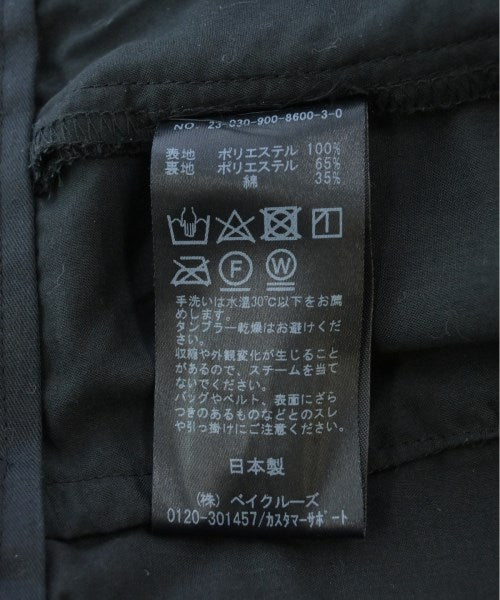 NO. 23-030-900-8600-3-0
表地 ポリエステル 100%
裏地 ポリエステル 65%
綿 35%
F W
手洗いは水温30℃以下をお薦
めします。
タンブラー乾燥はお避けくだ
さい。
収縮や外観変化が生じること
があるので、スチームを当て
ないでください。
バッグやベルト、表面にざら
つきのあるものなどとのスレ
や引っ掛けにご注意ください。
日本製
(株) ベイクルーズ
0120-301457/カスタマーサポート